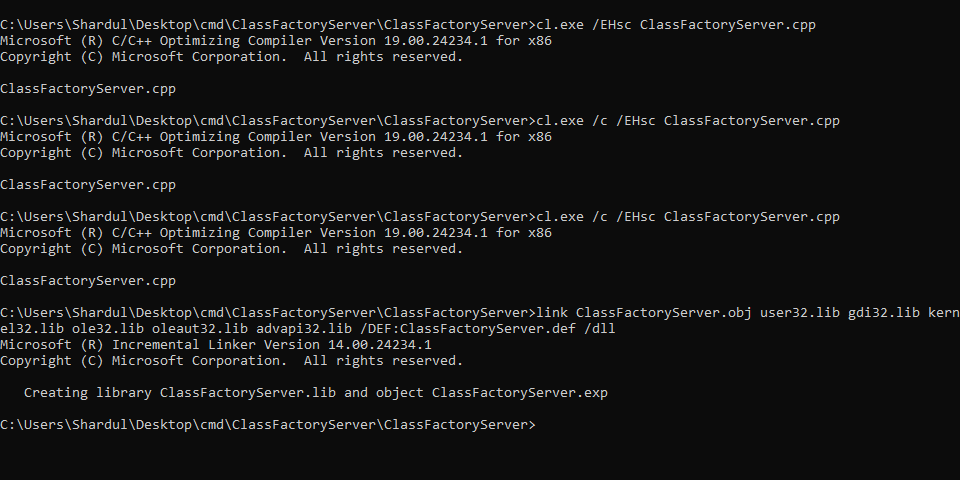 C:\Users\Shardul\Desktop\cmd\ClassFactoryServer\ClassFactoryServer>cl.exe /EHsc ClassFactoryServer.cpp
Microsoft (R) C/C++ Optimizing Compiler Version 19.00.24234.1 for x86
Copyright (C) Microsoft Corporation.  All rights reserved.
ClassFactoryServer.cpp
C:\Users\Shardul\Desktop\cmd\ClassFactoryServer\ClassFactoryServer>cl.exe /c /EHsc ClassFactoryServer.cpp
Microsoft (R) C/C++ Optimizing Compiler Version 19.00.24234.1 for x86
Copyright (C) Microsoft Corporation.  All rights reserved.
ClassFactoryServer.cpp
C:\Users\Shardul\Desktop\cmd\ClassFactoryServer\ClassFactoryServer>cl.exe /c /EHsc ClassFactoryServer.cpp
Microsoft (R) C/C++ Optimizing Compiler Version 19.00.24234.1 for x86
Copyright (C) Microsoft Corporation.  All rights reserved.
ClassFactoryServer.cpp
C:\Users\Shardul\Desktop\cmd\ClassFactoryServer\ClassFactoryServer>link ClassFactoryServer.obj user32.lib gdi32.lib kern
el32.lib ole32.lib oleaut32.lib advapi32.lib /DEF:ClassFactoryServer.def /dll
Microsoft (R) Incremental Linker Version 14.00.24234.1
Copyright (C) Microsoft Corporation.  All rights reserved.
   Creating library ClassFactoryServer.lib and object ClassFactoryServer.exp
C:\Users\Shardul\Desktop\cmd\ClassFactoryServer\ClassFactoryServer>